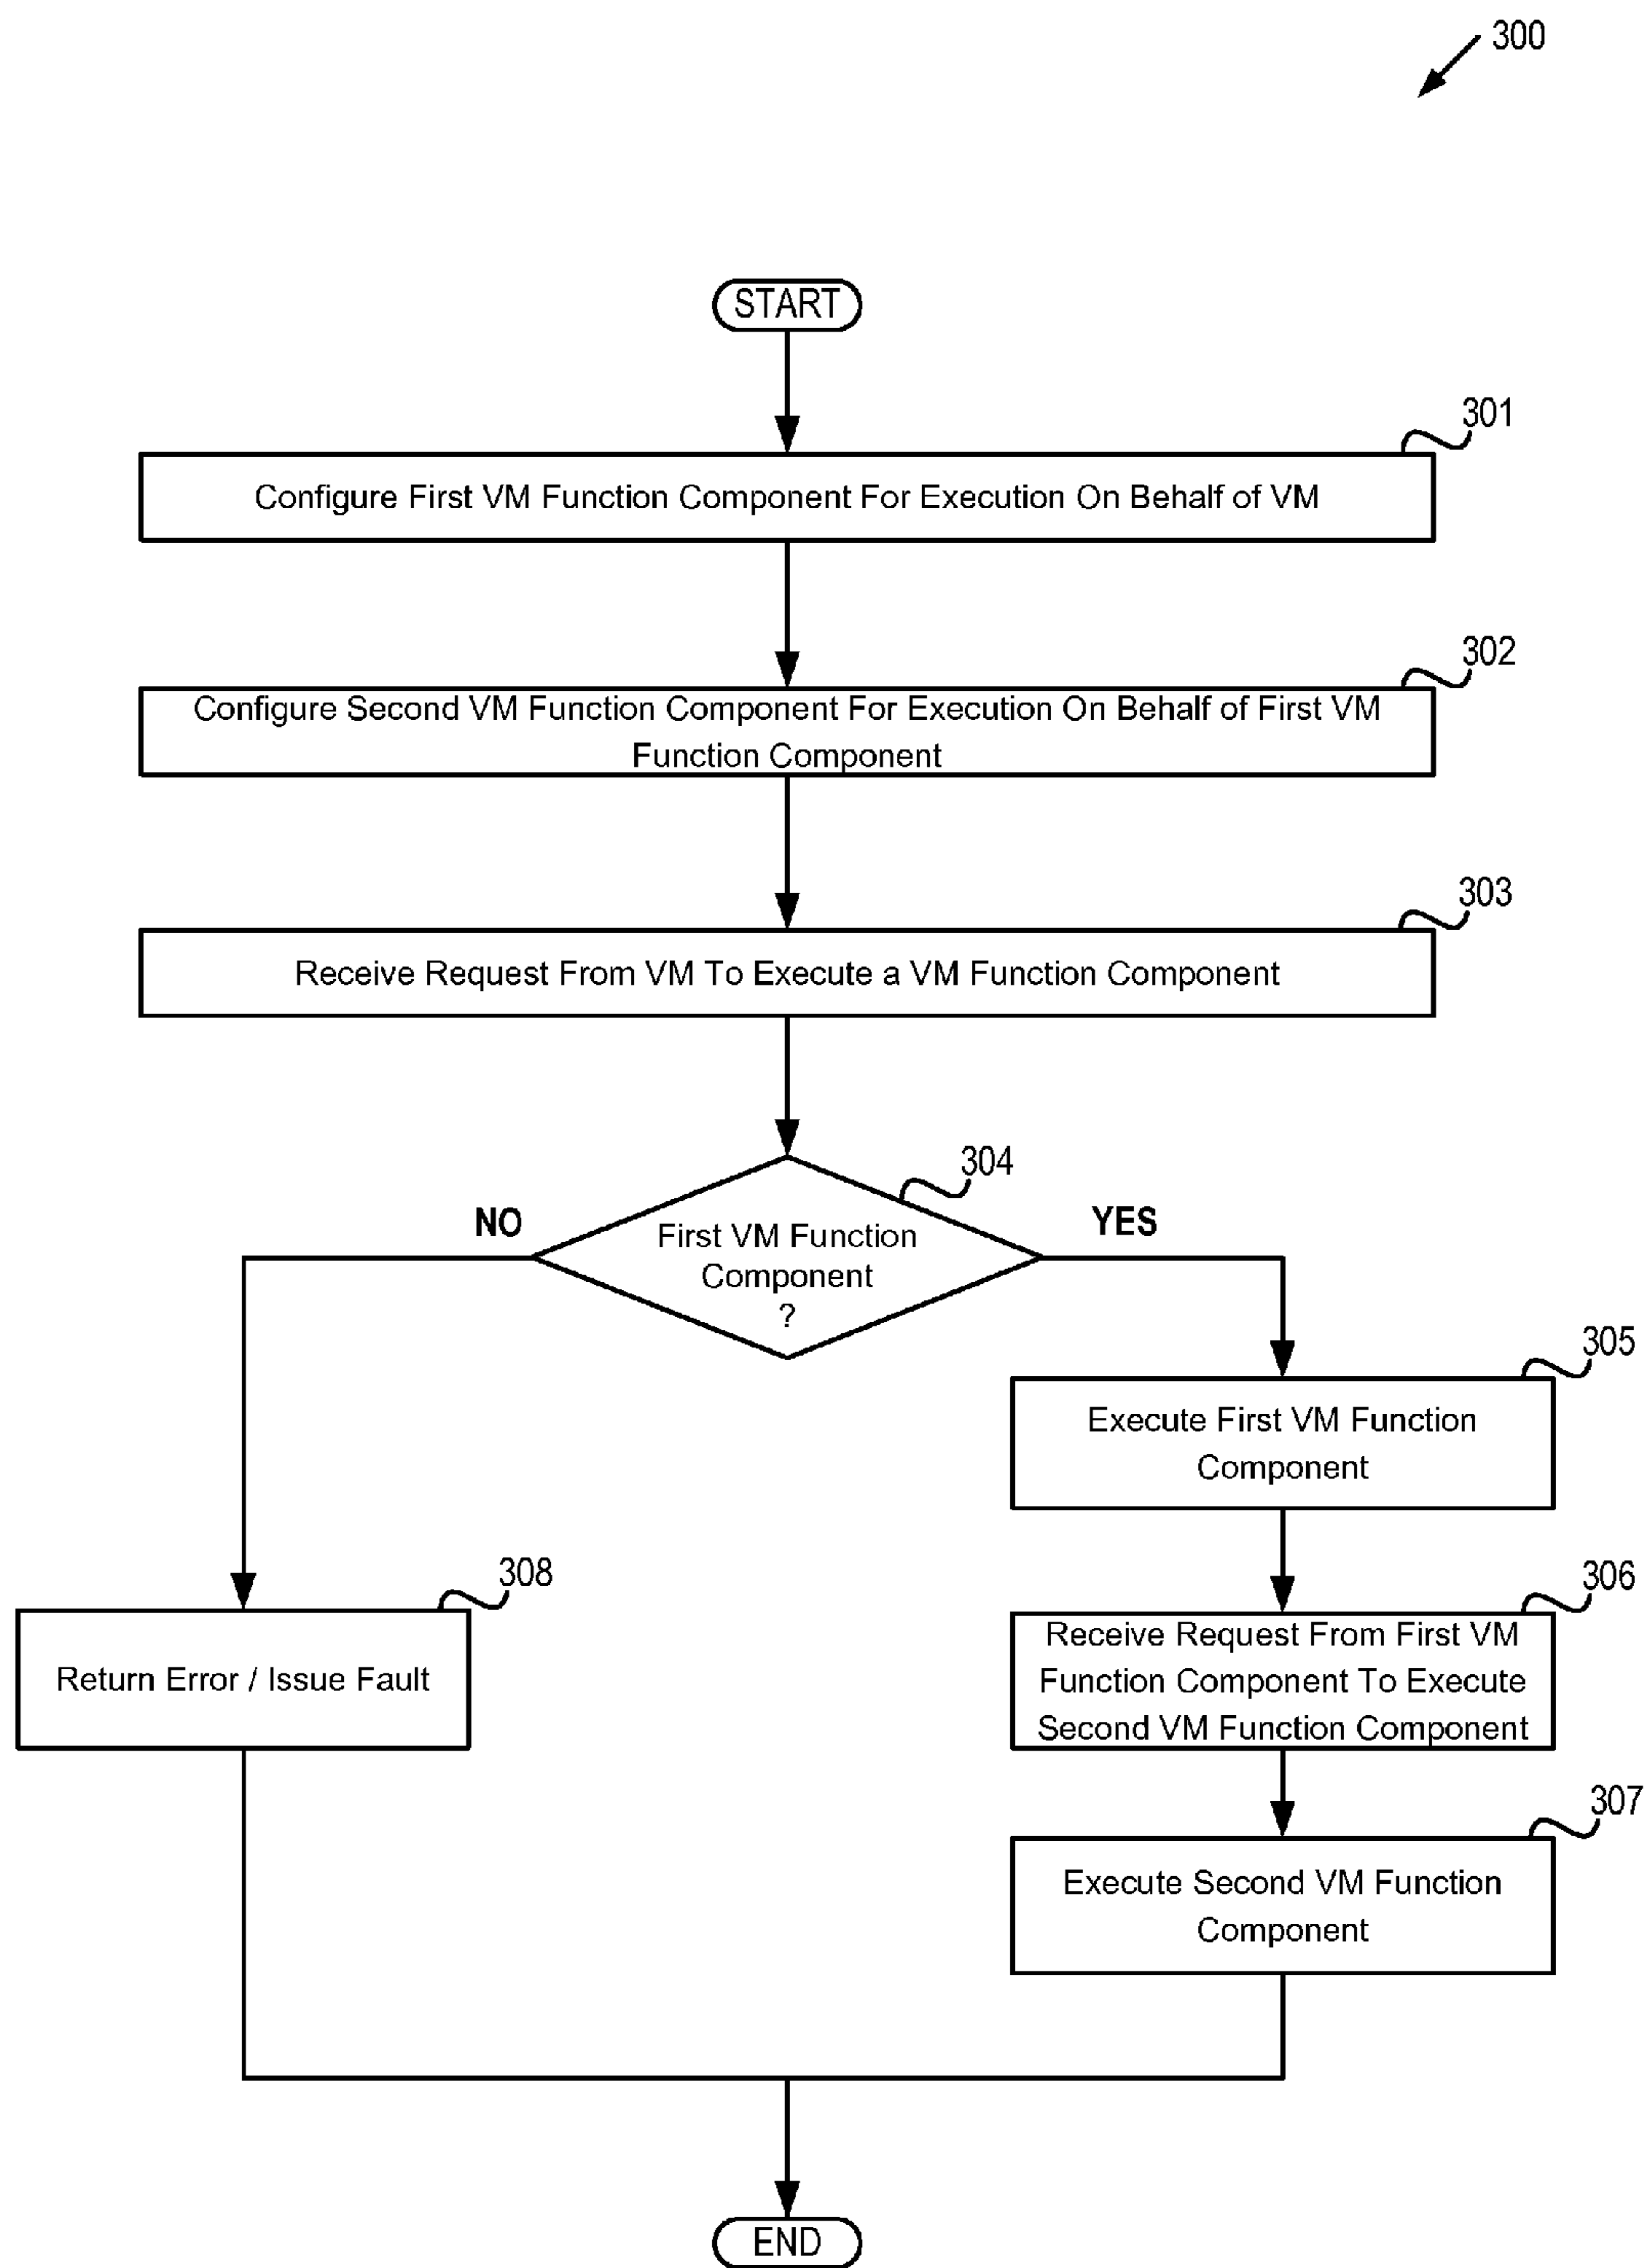 300
START
301
Configure First VM Function Component For Execution On Behalf of VM
302
Configure Second VM Function Component For Execution On Behalf of First VM
Function Component
303
Receive Request From VM To Execute a VM Function Component
304
NO
YES
First VM Function
Component
?
305
Execute First VM Function
Component
306
Receive Request From First VM
Function Component To Execute
Second VM Function Component
308
Return Error / Issue Fault
307
Execute Second VM Function
Component
END